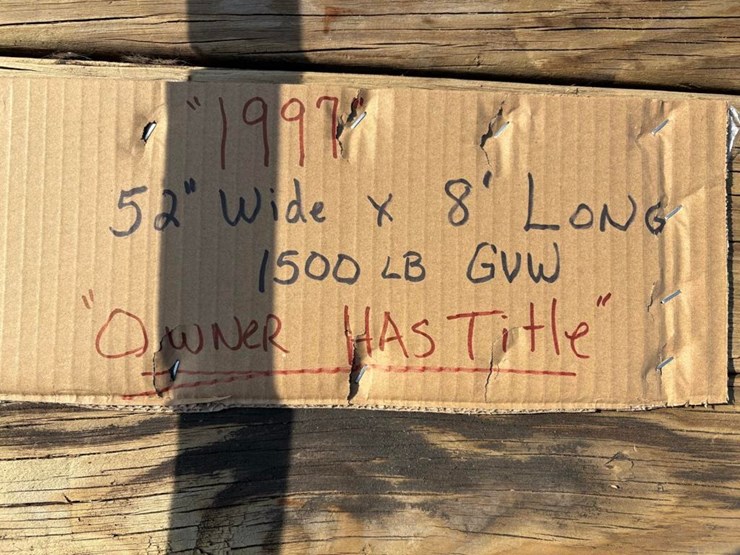 "1997"
52" Wide x 8' LONG
1500 LB GVW
"OWNER HAS Title"